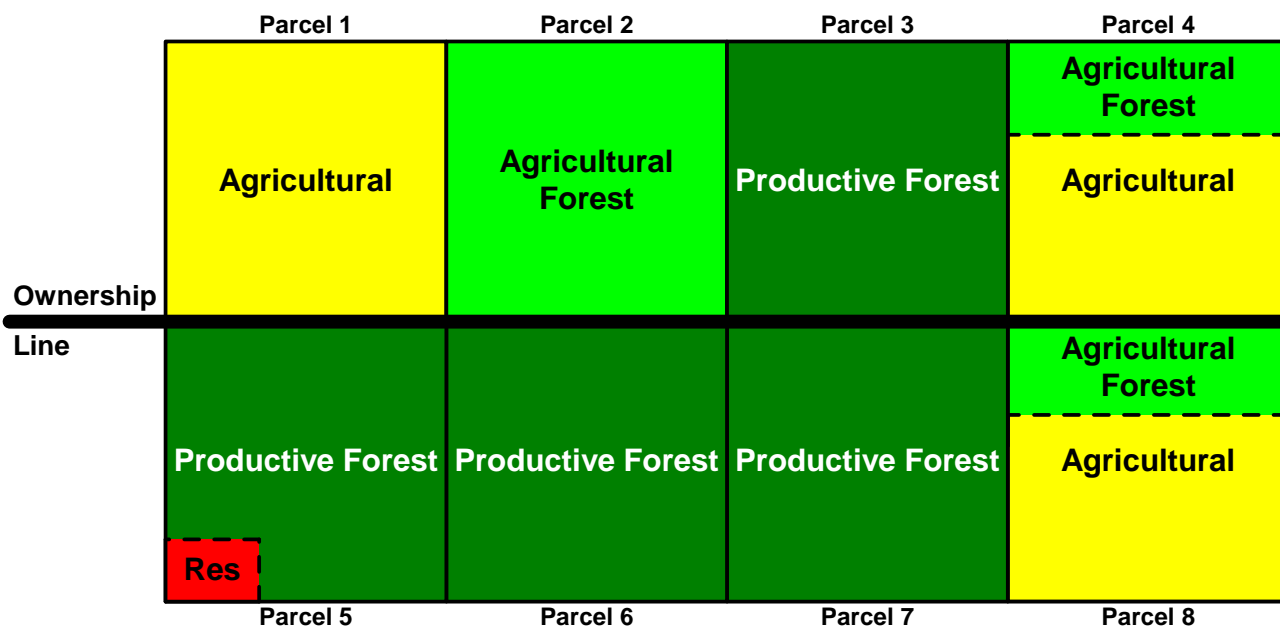 Parcel 1
Parcel 2
Parcel 3
Parcel 4
Agricultural
Agricultural
Forest
Productive Forest
Agricultural
Forest
Agricultural
Ownership
Line
Productive Forest
Res
Productive Forest
Productive Forest
Agricultural
Forest
Agricultural
Parcel 5
Parcel 6
Parcel 7
Parcel 8